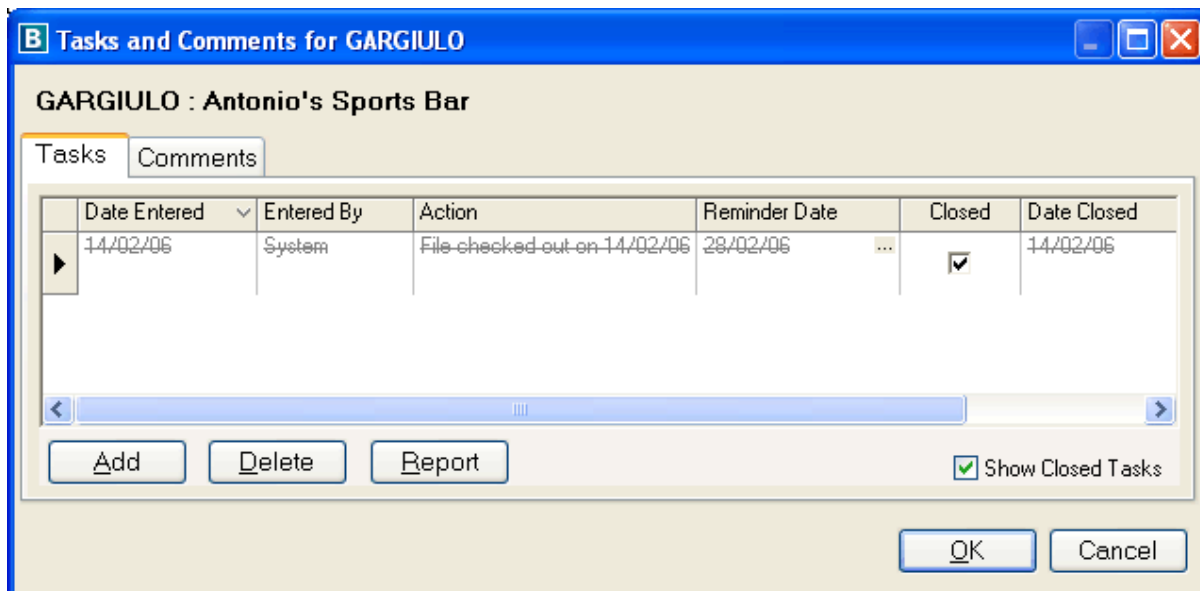 B Tasks and Comments for GARGIULO
GARGIULO : Antonio's Sports Bar
Tasks Comments
Date Entered Entered By Action Reminder Date Closed Date Closed
14/02/06 System File checked out on 14/02/06 28/02/06 ... 14/02/06
Add Delete Report Show Closed Tasks
OK Cancel